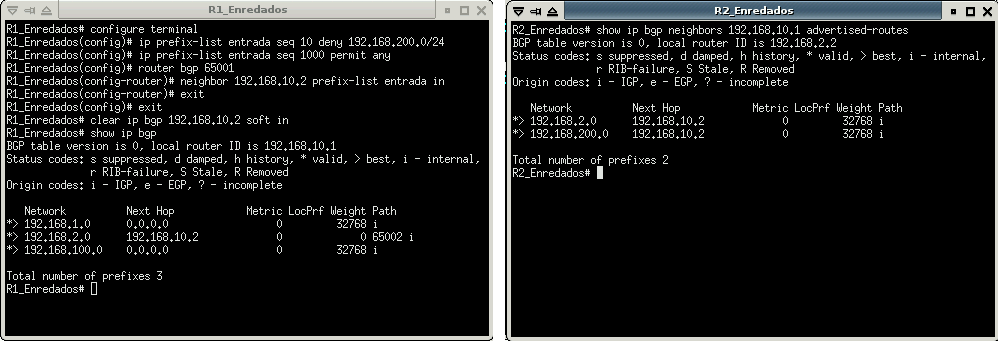 R1_Enredados
R1_Enredados# configure terminal
R1_Enredados(config)# ip prefix-list entrada seq 10 deny 192.168.200.0/24
R1_Enredados(config)# ip prefix-list entrada seq 1000 permit any
R1_Enredados(config)# router bgp 65001
R1_Enredados(config-router)# neighbor 192.168.10.2 prefix-list entrada in
R1_Enredados(config-router)# exit
R1_Enredados(config)# exit
R1_Enredados# clear ip bgp 192.168.10.2 soft in
R1_Enredados# show ip bgp
BGP table version is 0, local router ID is 192.168.10.1
Status codes: s suppressed, d damped, h history, * valid, > best, i - internal,
r RIB-failure, S Stale, R Removed
Origin codes: i - IGP, e - EGP, ? - incomplete
Network Next Hop Metric LocPrf Weight Path
*> 192.168.1.0 0.0.0.0 0 32768 i
*> 192.168.2.0 192.168.10.2 0 0 65002 i
*> 192.168.100.0 0.0.0.0 0 32768 i
Total number of prefixes 3
R1_Enredados#
R2_Enredados
R2_Enredados# show ip bgp neighbors 192.168.10.1 advertised-routes
BGP table version is 0, local router ID is 192.168.2.2
Status codes: s suppressed, d damped, h history, * valid, > best, i - internal,
r RIB-failure, S Stale, R Removed
Origin codes: i - IGP, e - EGP, ? - incomplete
Network Next Hop Metric LocPrf Weight Path
*> 192.168.2.0 192.168.10.2 0 32768 i
*> 192.168.200.0 192.168.10.2 0 32768 i
Total number of prefixes 2
R2_Enredados#